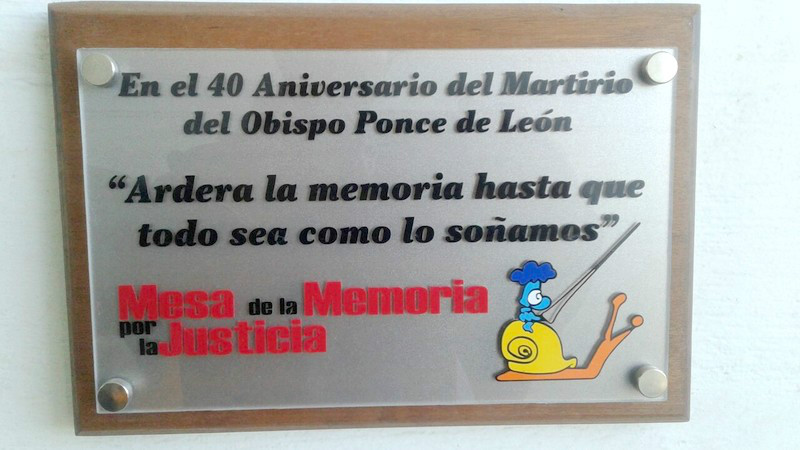 En el 40 Aniversario del Martirio
del Obispo Ponce de León
“Ardera la memoria hasta que
todo sea como lo soñamos”
Mesa de la Memoria
por la Justicia